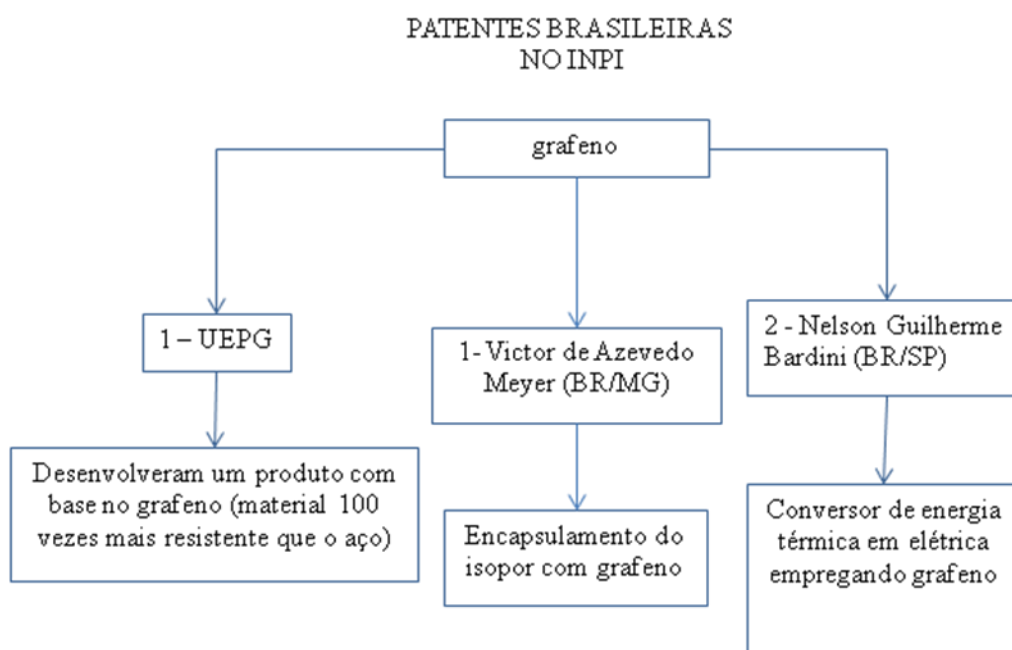 PATENTES BRASILEIRAS
NO INPI
grafeno
1 – UEPG
1- Victor de Azevedo
Meyer (BR/MG)
2 - Nelson Guilherme
Bardini (BR/SP)
Desenvolveram um produto com
base no grafeno (material 100
vezes mais resistente que o aço)
Encapsulamento do
isopor com grafeno
Conversor de energia
térmica em elétrica
empregando grafeno